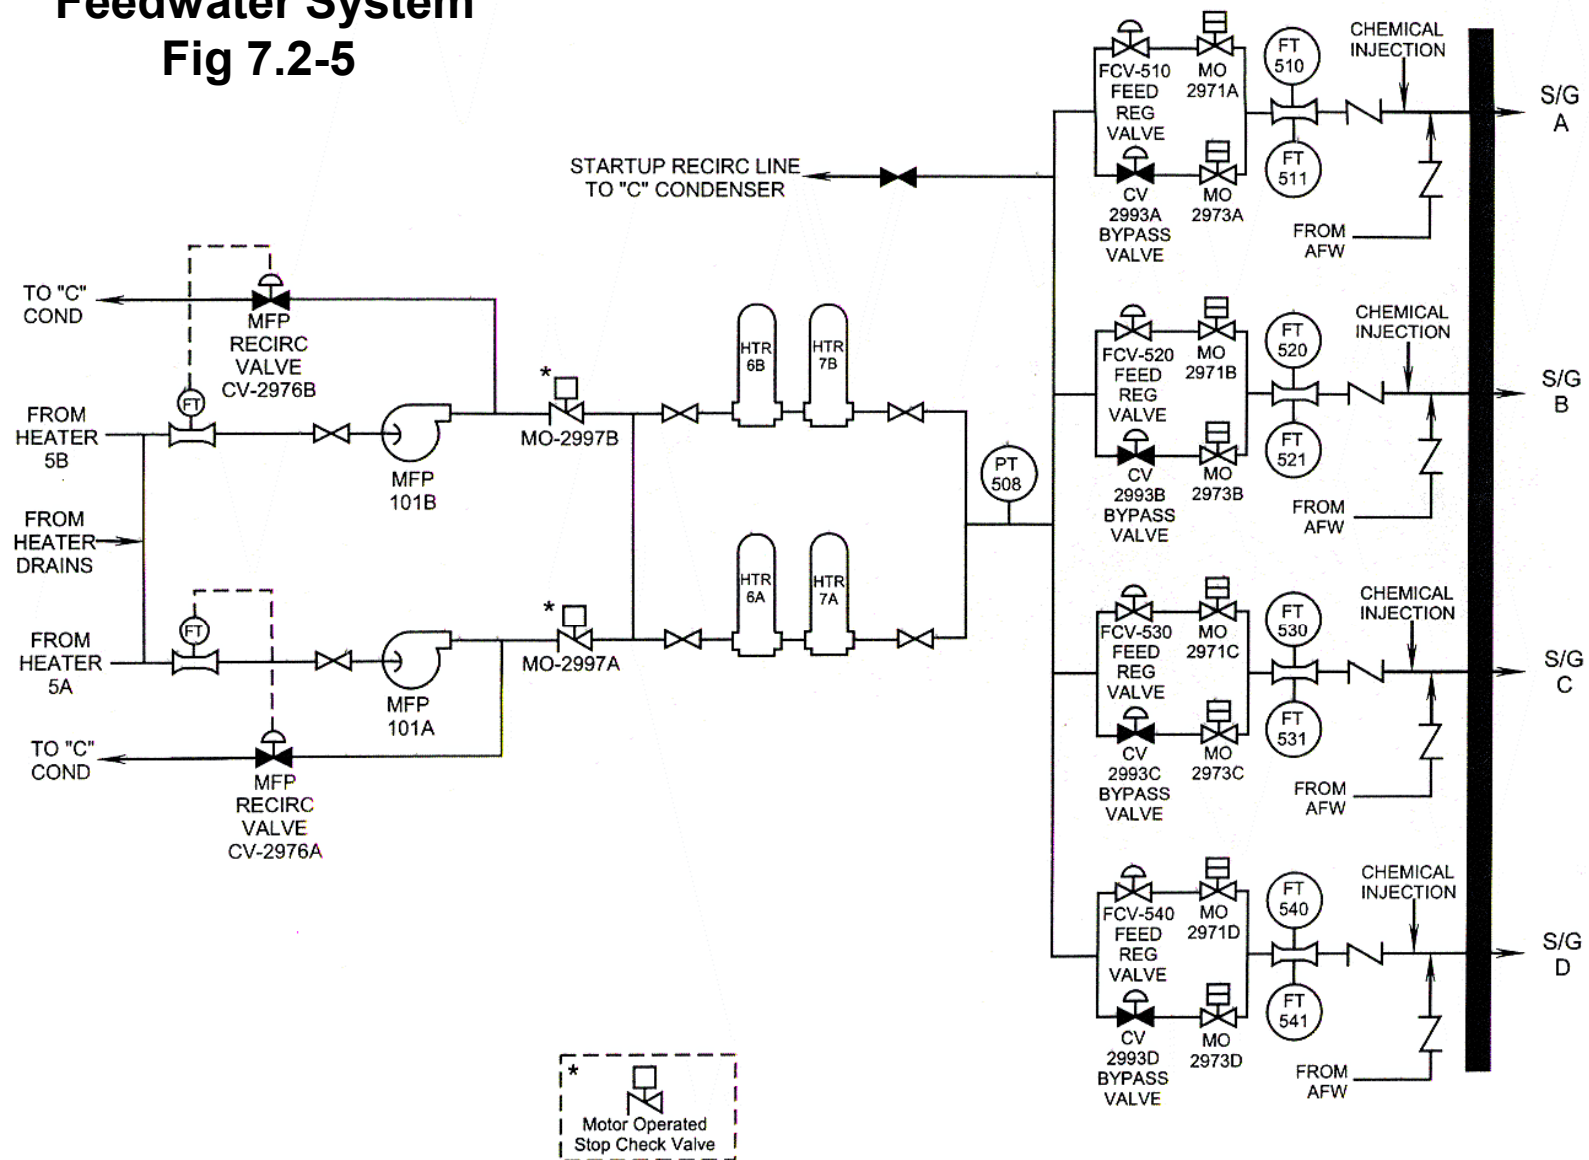 Feedwater System
Fig 7.2-5
STARTUP RECIRC LINE
TO "C" CONDENSER
TO "C"
COND
MFP
RECIRC
VALVE
CV-2976B
FT
FROM
HEATER
5B
MFP
101B
*
MO-2997B
HTR
6B
HTR
7B
FROM
HEATER
DRAINS
PT
508
FT
FROM
HEATER
5A
MFP
101A
*
MO-2997A
HTR
6A
HTR
7A
TO "C"
COND
MFP
RECIRC
VALVE
CV-2976A
FCV-510
FEED
REG
VALVE
MO
2971A
FT
510
FT
511
CHEMICAL
INJECTION
S/G
A
CV
2993A
BYPASS
VALVE
MO
2973A
FROM
AFW
FCV-520
FEED
REG
VALVE
MO
2971B
FT
520
FT
521
CHEMICAL
INJECTION
S/G
B
CV
2993B
BYPASS
VALVE
MO
2973B
FROM
AFW
FCV-530
FEED
REG
VALVE
MO
2971C
FT
530
FT
531
CHEMICAL
INJECTION
S/G
C
CV
2993C
BYPASS
VALVE
MO
2973C
FROM
AFW
FCV-540
FEED
REG
VALVE
MO
2971D
FT
540
FT
541
CHEMICAL
INJECTION
S/G
D
CV
2993D
BYPASS
VALVE
MO
2973D
FROM
AFW
*
Motor Operated
Stop Check Valve